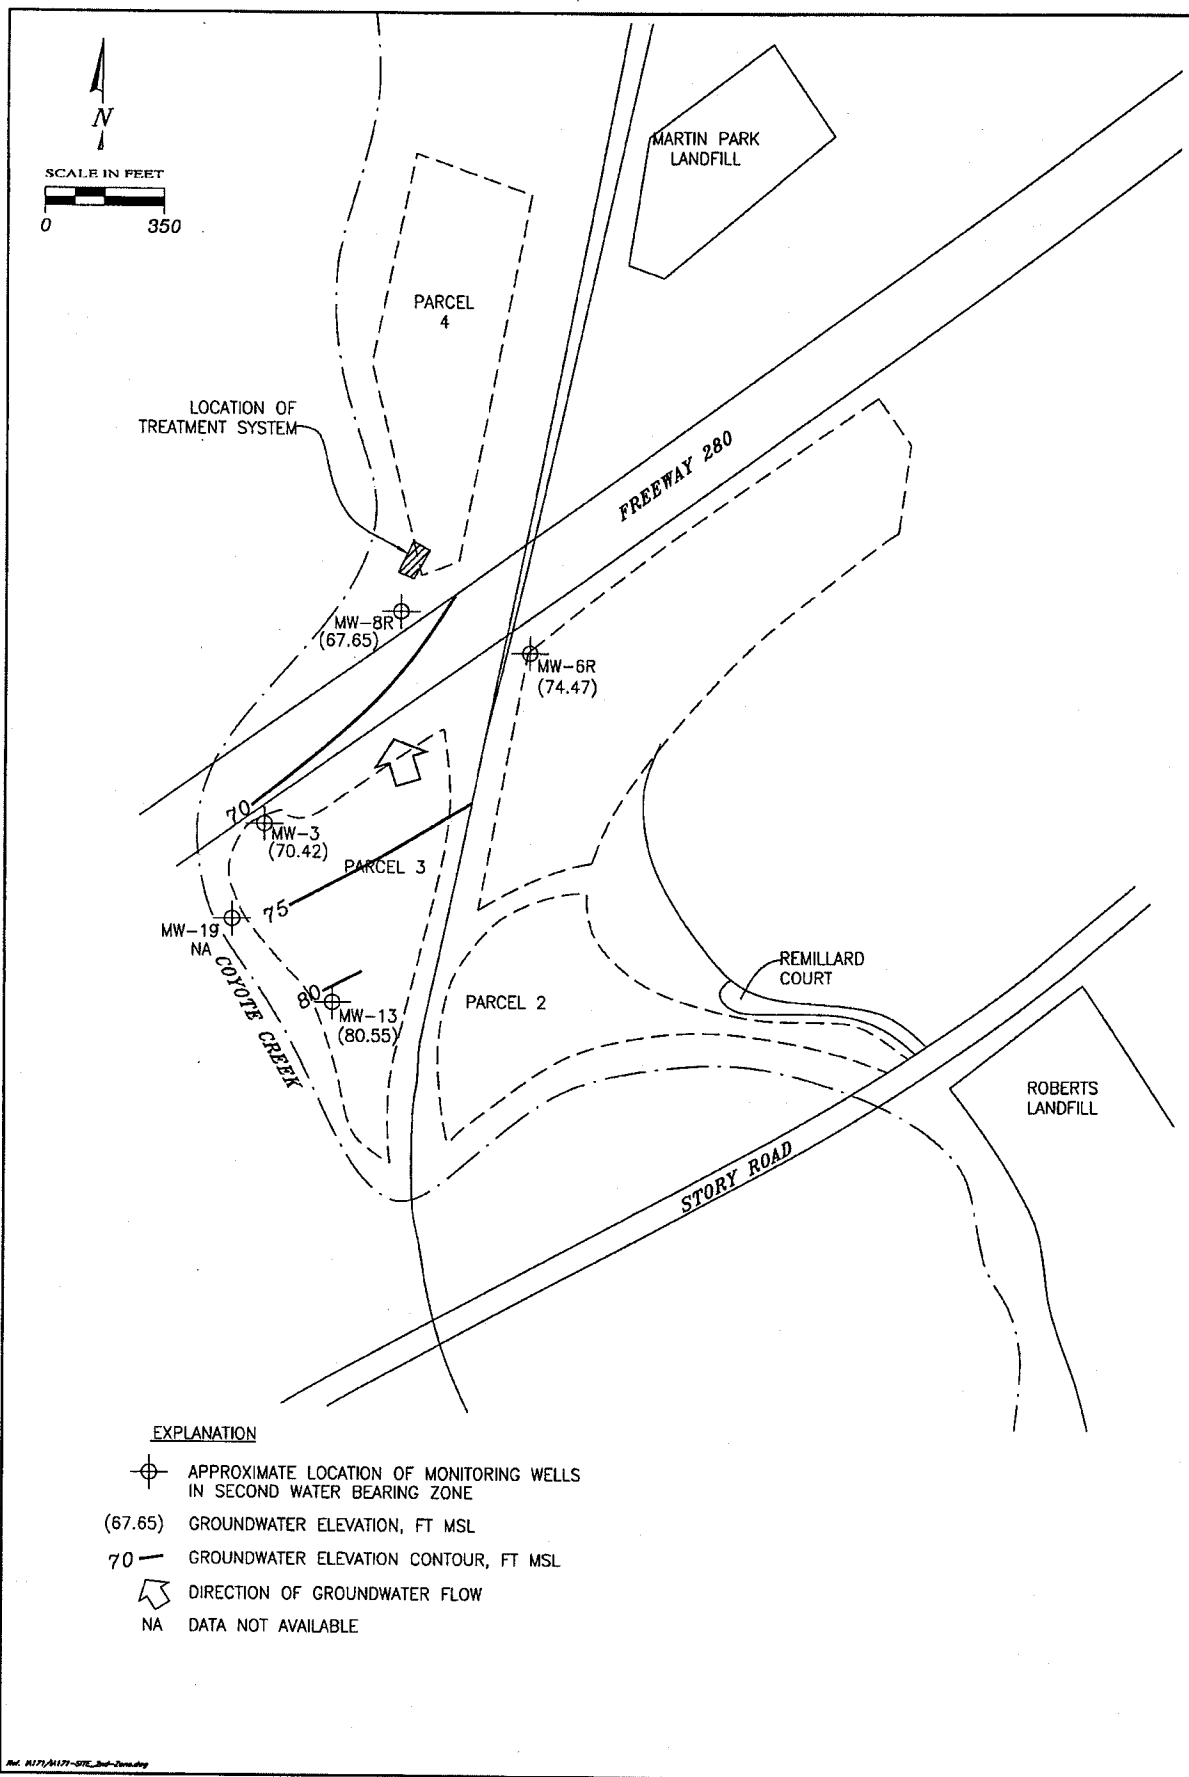 N
SCALE IN FEET
0 350
MARTIN PARK
LANDFILL
PARCEL
4
LOCATION OF
TREATMENT SYSTEM
FREEWAY 280
MW-8R
(67.65)
MW-6R
(74.47)
70
MW-3
(70.42)
PARCEL 3
75
MW-19
NA
COYOTE CREEK
80
MW-13
(80.55)
PARCEL 2
REMILLARD
COURT
ROBERTS
LANDFILL
STORY ROAD
EXPLANATION
APPROXIMATE LOCATION OF MONITORING WELLS
IN SECOND WATER BEARING ZONE
(67.65) GROUNDWATER ELEVATION, FT MSL
70 GROUNDWATER ELEVATION CONTOUR, FT MSL
DIRECTION OF GROUNDWATER FLOW
NA DATA NOT AVAILABLE